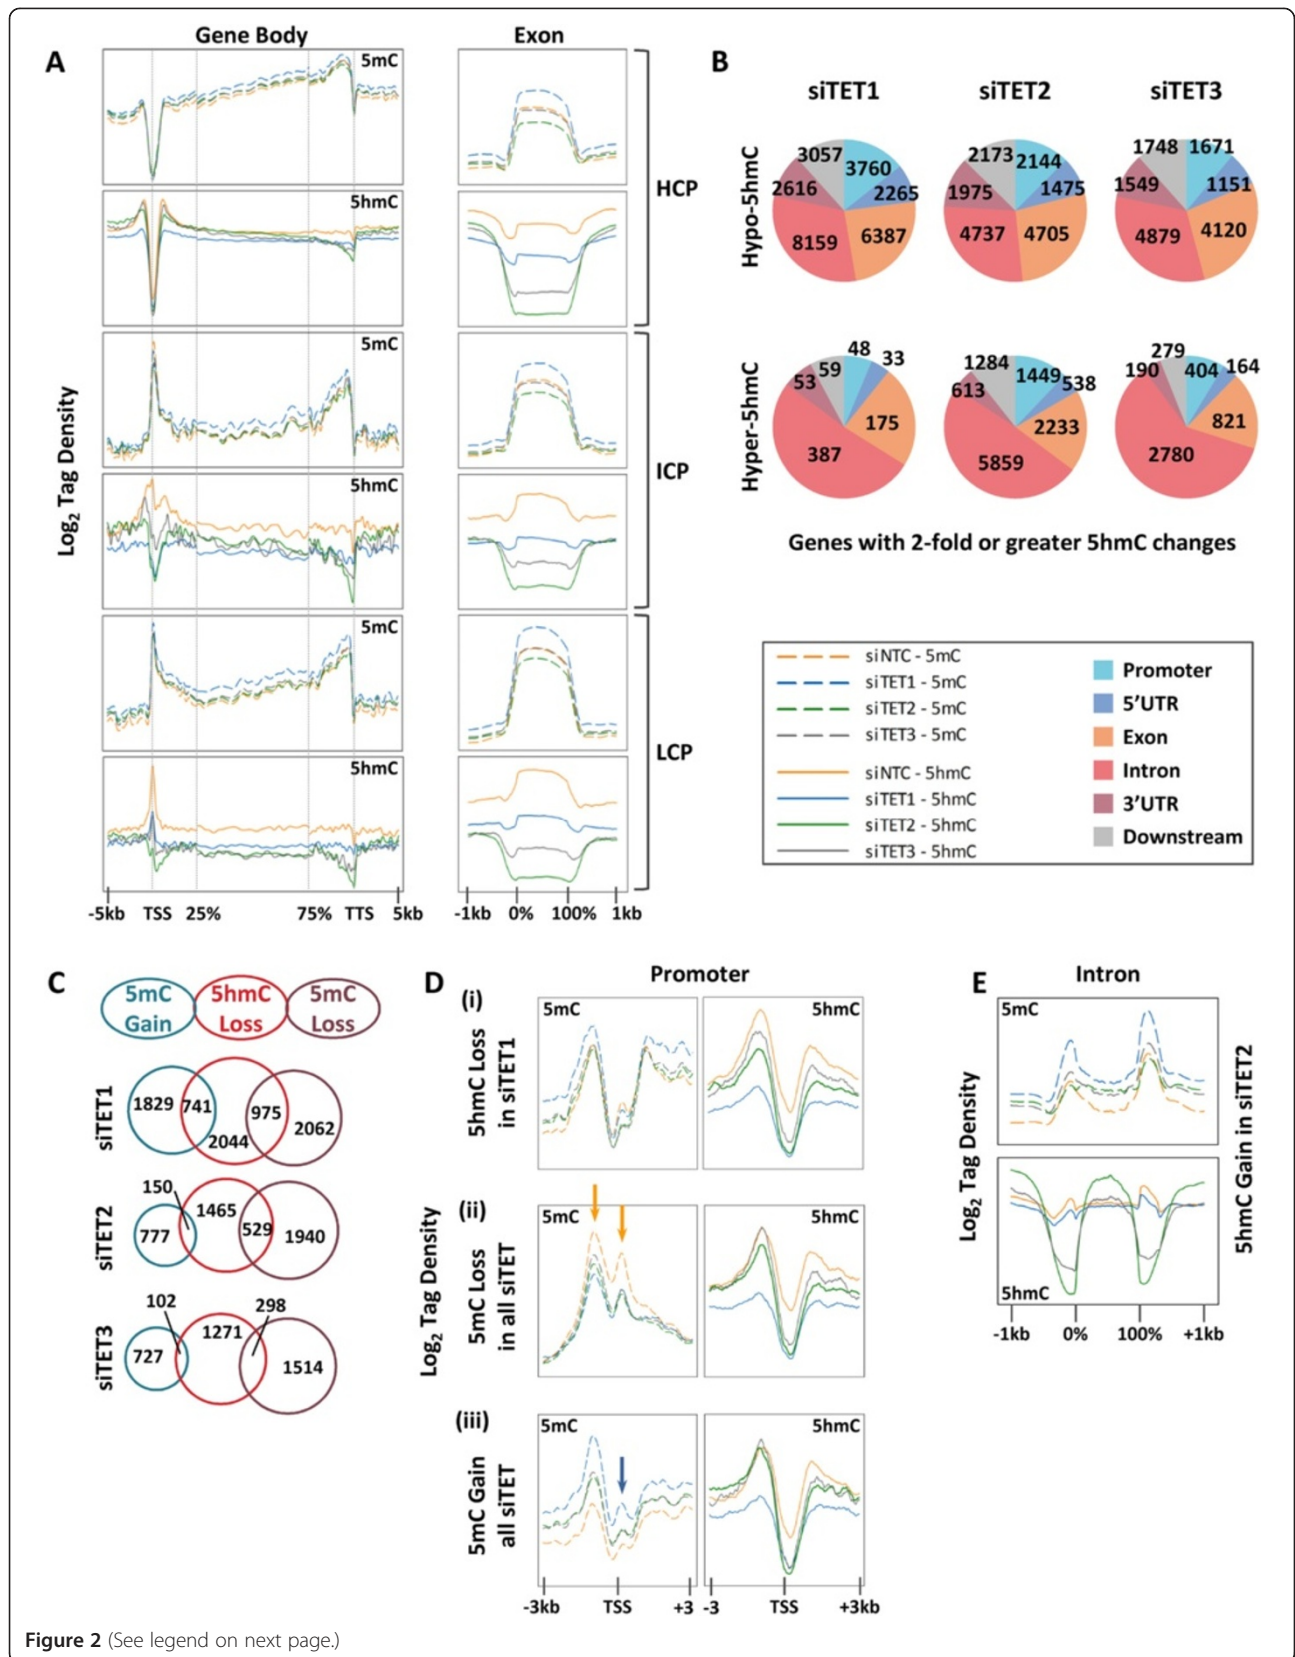 A
Gene Body
Exon
5mC
5hmC
HCP
5mC
5hmC
ICP
5mC
5hmC
LCP
Log2 Tag Density
-5kb TSS 25% 75% TTS 5kb
-1kb 0% 100% 1kb
B
siTET1 siTET2 siTET3
Hypo-5hmC
3057 3760 2265 6387 8159 2616
2173 2144 1475 4705 4737 1975
1748 1671 1151 4120 4879 1549
Hyper-5hmC
59 48 33 175 387 53
1284 1449 538 2233 5859 613
279 404 164 821 2780 190
Genes with 2-fold or greater 5hmC changes
siNTC - 5mC
siTET1 - 5mC
siTET2 - 5mC
siTET3 - 5mC
siNTC - 5hmC
siTET1 - 5hmC
siTET2 - 5hmC
siTET3 - 5hmC
Promoter
5'UTR
Exon
Intron
3'UTR
Downstream
C
5mC Gain
5hmC Loss
5mC Loss
siTET1
1829 741 2044 975 2062
siTET2
150 777 1465 529 1940
siTET3
102 727 1271 298 1514
D
Promoter
Log2 Tag Density
(i)
5hmC Loss
in siTET1
5mC
5hmC
(ii)
5mC Loss
in all siTET
5mC
5hmC
(iii)
5mC Gain
all siTET
5mC
5hmC
-3kb TSS +3
-3 TSS +3kb
E
Intron
5mC
5hmC
Log2 Tag Density
5hmC Gain in siTET2
-1kb 0% 100% +1kb
Figure 2 (See legend on next page.)